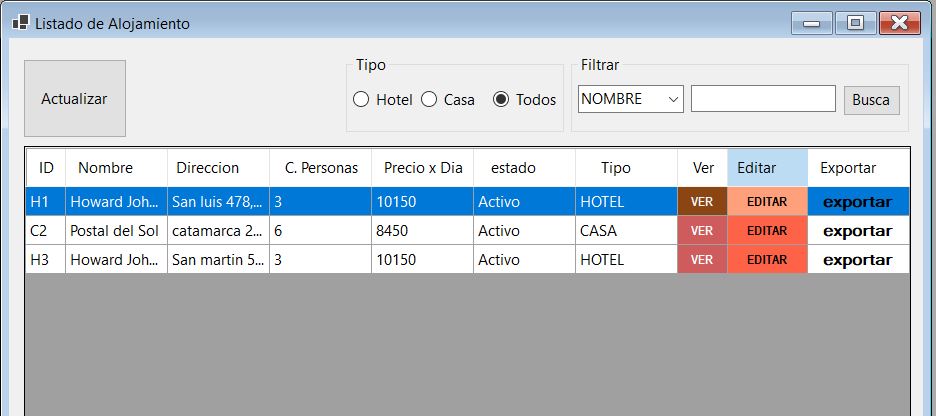 Listado de Alojamiento
Actualizar
Tipo
Hotel Casa Todos
Filtrar
NOMBRE Busca
ID Nombre Direccion C. Personas Precio x Dia estado Tipo Ver Editar Exportar
H1 Howard Joh... San luis 478,... 3 10150 Activo HOTEL VER EDITAR exportar
C2 Postal del Sol catamarca 2... 6 8450 Activo CASA VER EDITAR exportar
H3 Howard Joh... San martin 5... 3 10150 Activo HOTEL VER EDITAR exportar